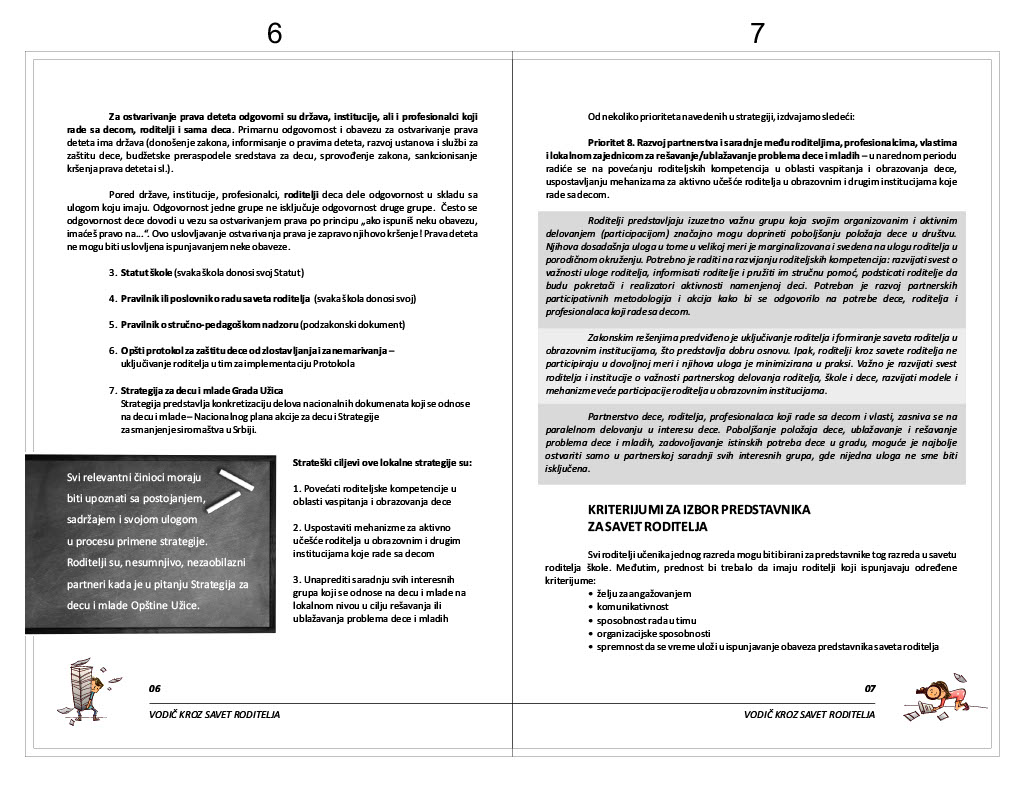 6
Za ostvarivanje prava deteta odgovorni su država, institucije, ali i profesionalci koji
rade sa decom, roditelji i sama deca. Primarnu odgovornost i obavezu za ostvarivanje prava
deteta ima država (donošenje zakona, informisanje o pravima deteta, razvoj ustanova i službi za
zaštitu dece, budžetske preraspodele sredstava za decu, sprovođenje zakona, sankcionisanje
kršenja prava deteta i sl.).
Pored države, institucije, profesionalci, roditelji deca dele odgovornost u skladu sa
ulogom koju imaju. Odgovornost jedne grupe ne isključuje odgovornost druge grupe. Često se
odgovornost dece dovodi u vezu sa ostvarivanjem prava po principu „ako ispuniš neku obavezu,
imaćeš pravo na...“. Ovo uslovljavanje ostvarivanja prava je zapravo njihovo kršenje! Prava deteta
ne mogu biti uslovljena ispunjavanjem neke obaveze.
3. Statut škole (svaka škola donosi svoj Statut)
4. Pravilnik ili poslovnik o radu saveta roditelja (svaka škola donosi svoj)
5. Pravilnik o stručno-pedagoškom nadzoru (podzakonski dokument)
6. Opšti protokol za zaštitu dece od zlostavljanja i zanemarivanja –
uključivanje roditelja u tim za implementaciju Protokola
7. Strategija za decu i mlade Grada Užica
Strategija predstavlja konkretizaciju delova nacionalnih dokumenata koji se odnose
na decu i mlade – Nacionalnog plana akcije za decu i Strategije
za smanjenje siromaštva u Srbiji.
Svi relevantni činioci moraju
biti upoznati sa postojanjem,
sadržajem i svojom ulogom
u procesu primene strategije.
Roditelji su, nesumnjivo, nezaobilazni
partneri kada je u pitanju Strategija za
decu i mlade Opštine Užice.
Strateški ciljevi ove lokalne strategije su:
1. Povećati roditeljske kompetencije u
oblasti vaspitanja i obrazovanja dece
2. Uspostaviti mehanizme za aktivno
učešće roditelja u obrazovnim i drugim
institucijama koje rade sa decom
3. Unaprediti saradnju svih interesnih
grupa koji se odnose na decu i mlade na
lokalnom nivou u cilju rešavanja ili
ublažavanja problema dece i mladih
06
VODIČ KROZ SAVET RODITELJA
7
Od nekoliko prioriteta navedenih u strategiji, izdvajamo sledeći:
Prioritet 8. Razvoj partnerstva i saradnje među roditeljima, profesionalcima, vlastima
i lokalnom zajednicom za rešavanje/ublažavanje problema dece i mladih – u narednom periodu
radiće se na povećanju roditeljskih kompetencija u oblasti vaspitanja i obrazovanja dece,
uspostavljanju mehanizama za aktivno učešće roditelja u obrazovnim i drugim institucijama koje
rade sa decom.
Roditelji predstavljaju izuzetno važnu grupu koja svojim organizovanim i aktivnim
delovanjem (participacijom) značajno mogu doprineti poboljšanju položaja dece u društvu.
Njihova dosadašnja uloga u tome u velikoj meri je marginalizovana i svedena na ulogu roditelja u
porodičnom okruženju. Potrebno je raditi na razvijanju roditeljskih kompetencija: razvijati svest o
važnosti uloge roditelja, informisati roditelje i pružiti im stručnu pomoć, podsticati roditelje da
budu pokretači i realizatori aktivnosti namenjenoj deci. Potreban je razvoj partnerskih
participativnih metodologija i akcija kako bi se odgovorilo na potrebe dece, roditelja i
profesionalaca koji rade sa decom.
Zakonskim rešenjima predviđeno je uključivanje roditelja i formiranje saveta roditelja u
obrazovnim institucijama, što predstavlja dobru osnovu. Ipak, roditelji kroz savete roditelja ne
participiraju u dovoljnoj meri i njihova uloga je minimizirana u praksi. Važno je razvijati svest
roditelja i institucije o važnosti partnerskog delovanja roditelja, škole i dece, razvijati modele i
mehanizme veće participacije roditelja u obrazovnim institucijama.
Partnerstvo dece, roditelja, profesionalaca koji rade sa decom i vlasti, zasniva se na
paralelnom delovanju u interesu dece. Poboljšanje položaja dece, ublažavanje i rešavanje
problema dece i mladih, zadovoljavanje istinskih potreba dece u gradu, moguće je najbolje
ostvariti samo u partnerskoj saradnji svih interesnih grupa, gde nijedna uloga ne sme biti
isključena.
KRITERIJUMI ZA IZBOR PREDSTAVNIKA
ZA SAVET RODITELJA
Svi roditelji učenika jednog razreda mogu biti birani za predstavnike tog razreda u savetu
roditelja škole. Međutim, prednost bi trebalo da imaju roditelji koji ispunjavaju određene
kriterijume:
• želju za angažovanjem
• komunikativnost
• sposobnost rada u timu
• organizacijske sposobnosti
• spremnost da se vreme uloži u ispunjavanje obaveza predstavnika saveta roditelja
07
VODIČ KROZ SAVET RODITELJA